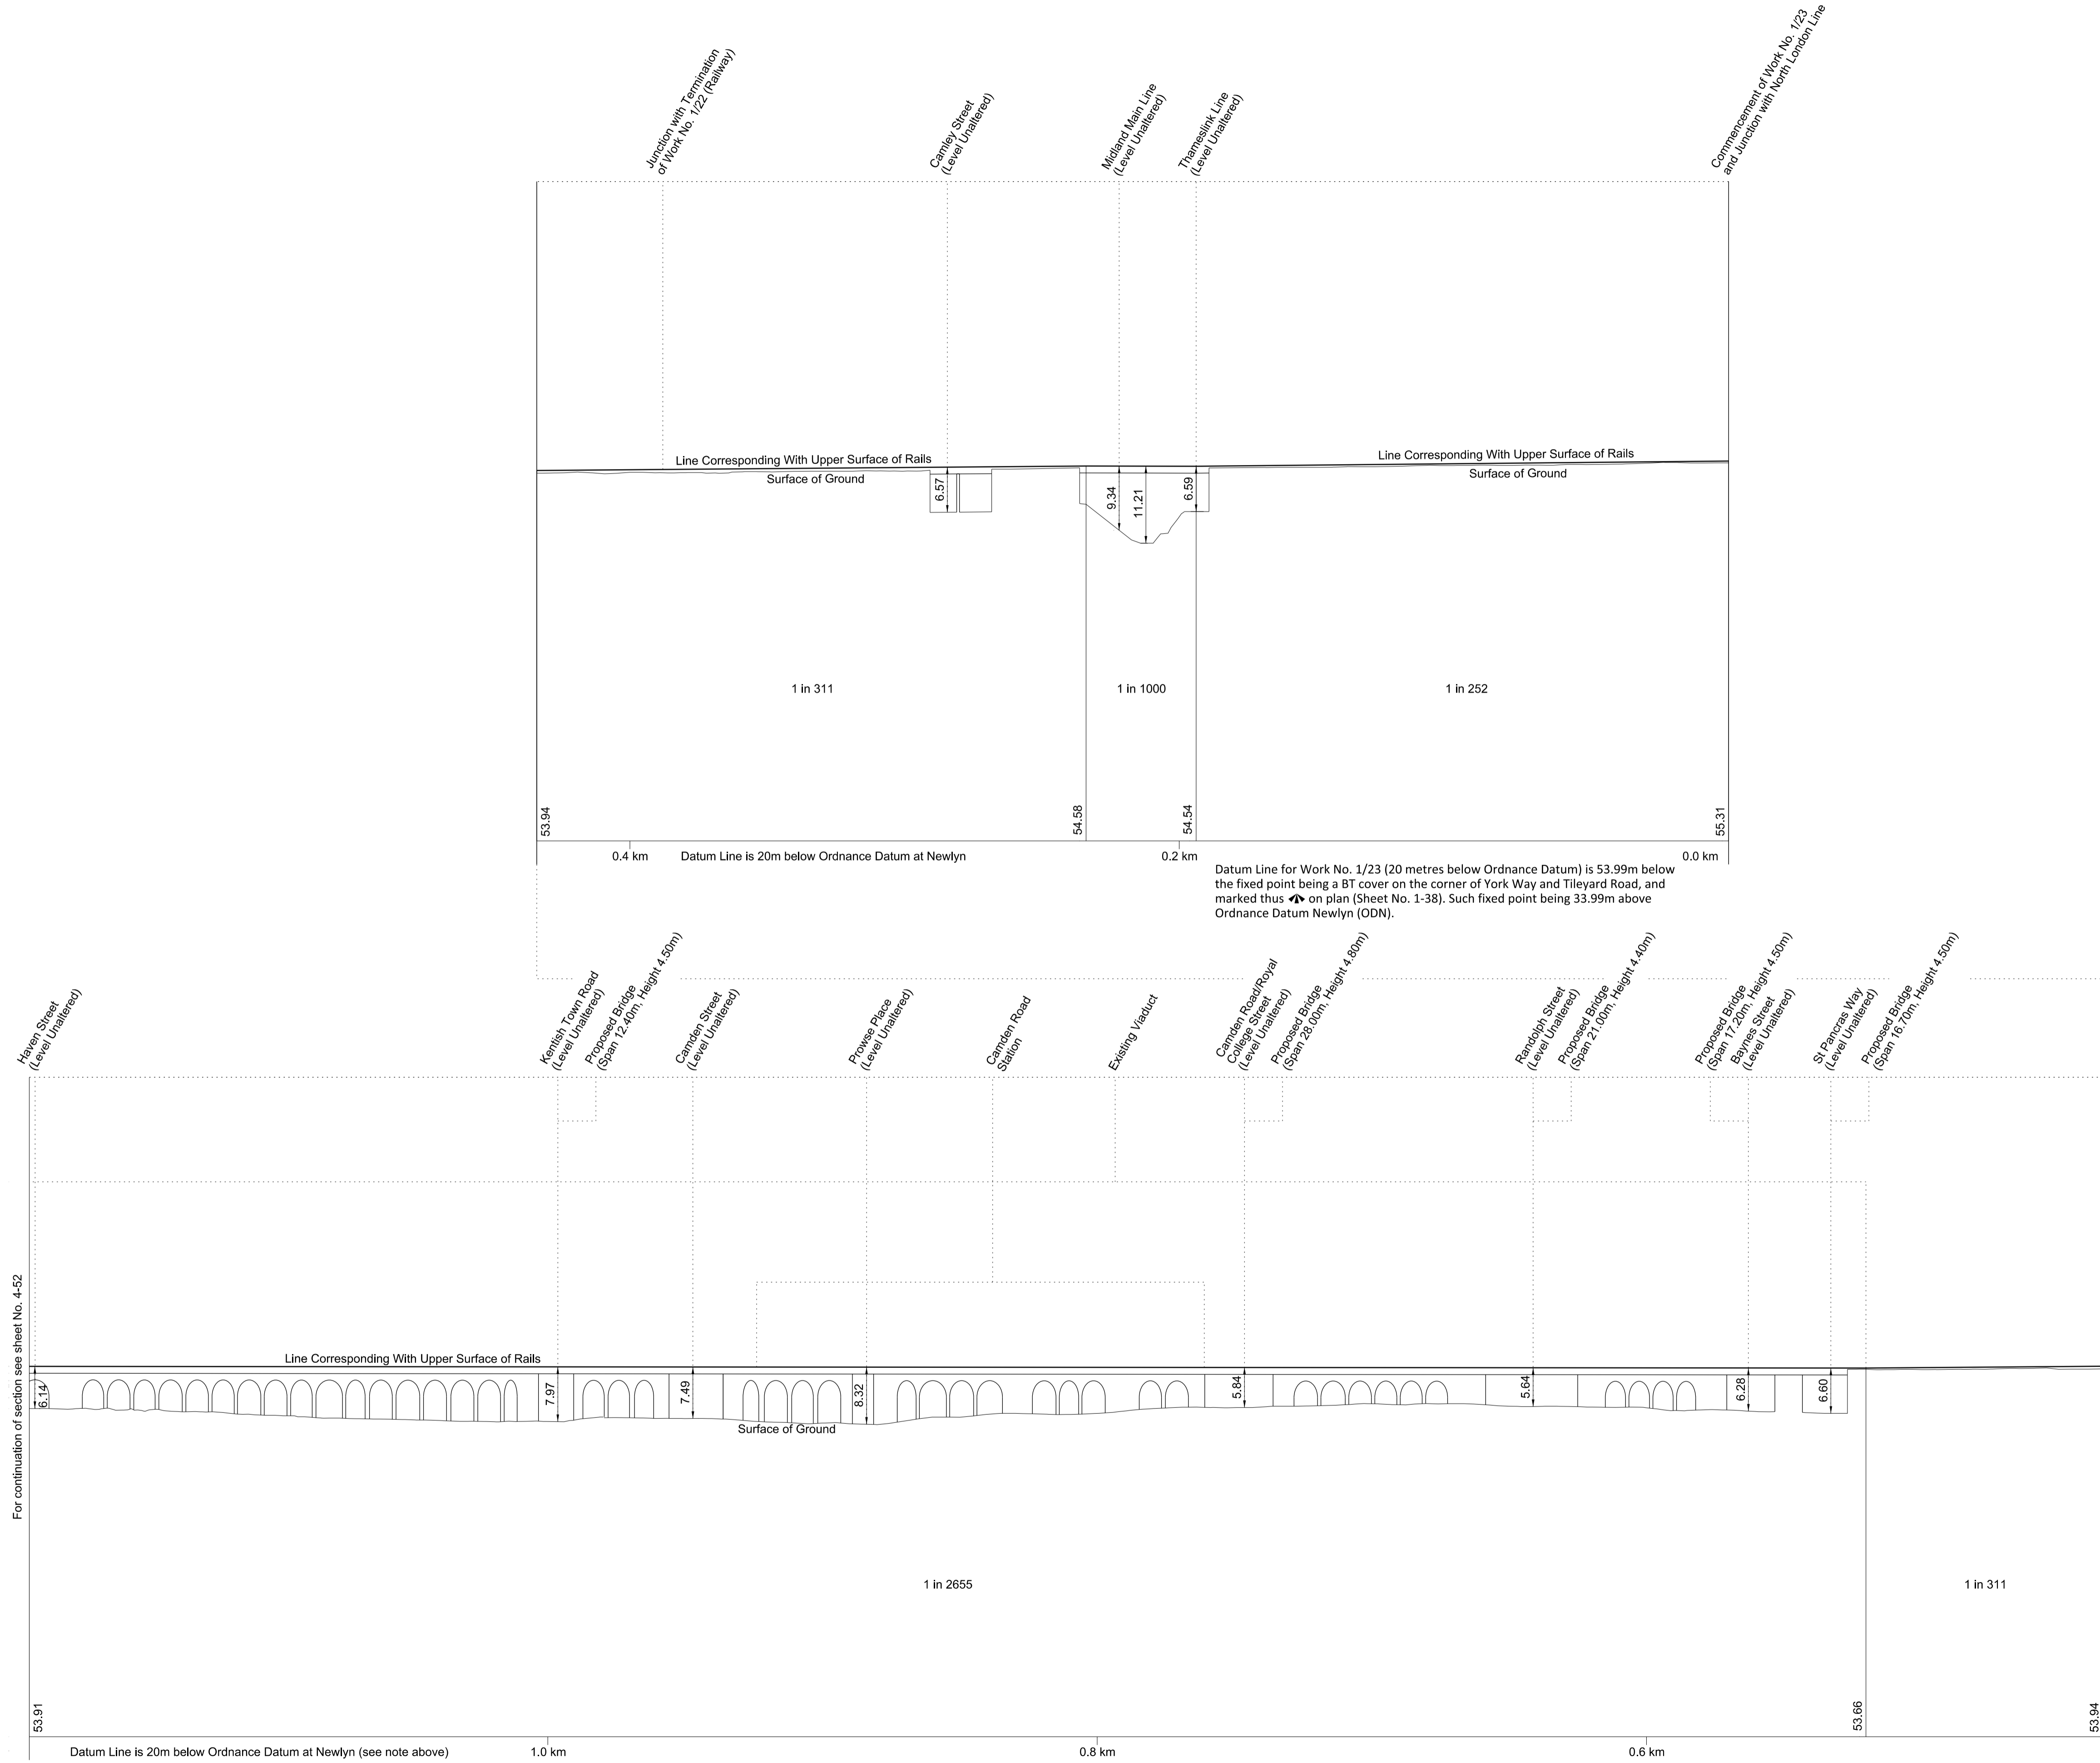 Junction with Termination
of Work No. 1/22 (Railway)
Camley Street
(Level Unaltered)
Midland Main Line
(Level Unaltered)
Thameslink Line
(Level Unaltered)
Commencement of Work No. 1/23
and Junction with North London Line
Line Corresponding With Upper Surface of Rails
Surface of Ground
6.57
9.34
11.21
6.59
Line Corresponding With Upper Surface of Rails
Surface of Ground
1 in 311
1 in 1000
1 in 252
53.94
54.58
54.54
55.31
0.4 km
Datum Line is 20m below Ordnance Datum at Newlyn
0.2 km
0.0 km
Datum Line for Work No. 1/23 (20 metres below Ordnance Datum) is 53.99m below
the fixed point being a BT cover on the corner of York Way and Tileyard Road, and
marked thus on plan (Sheet No. 1-38). Such fixed point being 33.99m above
Ordnance Datum Newlyn (ODN).
Haven Street
(Level Unaltered)
Kentish Town Road
(Level Unaltered)
Proposed Bridge
(Span 12.40m, Height 4.50m)
Camden Street
(Level Unaltered)
Prowse Place
(Level Unaltered)
Camden Road
Station
Existing Viaduct
Camden Road/Royal
College Street
(Level Unaltered)
Proposed Bridge
(Span 28.00m, Height 4.80m)
Randolph Street
(Level Unaltered)
Proposed Bridge
(Span 21.00m, Height 4.40m)
Proposed Bridge
(Span 17.20m, Height 4.50m)
Baynes Street
(Level Unaltered)
St Pancras Way
(Level Unaltered)
Proposed Bridge
(Span 16.70m, Height 4.50m)
For continuation of section see sheet No. 4-52
Line Corresponding With Upper Surface of Rails
6.14
7.97
7.49
8.32
5.84
5.64
6.28
6.60
Surface of Ground
1 in 2655
1 in 311
53.91
53.66
53.94
Datum Line is 20m below Ordnance Datum at Newlyn (see note above)
1.0 km
0.8 km
0.6 km